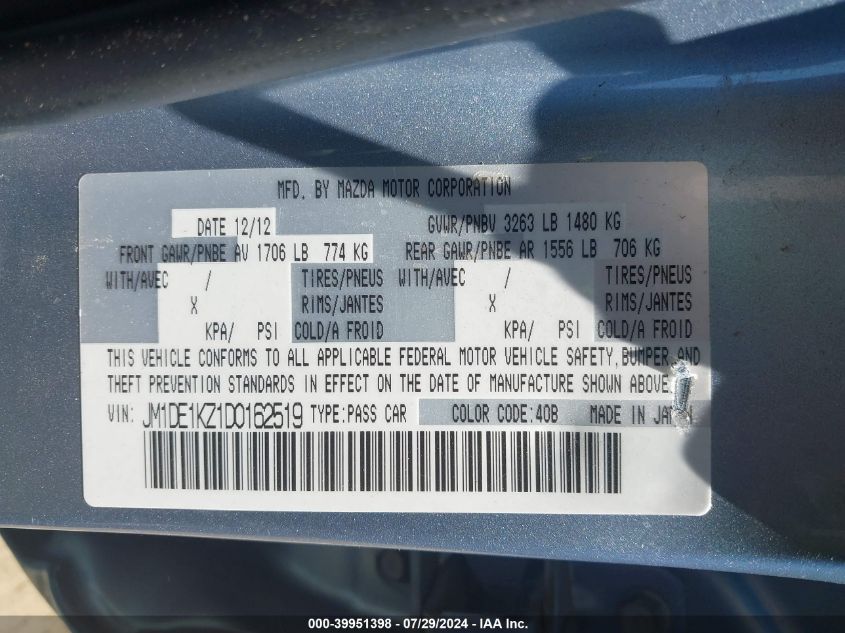 MFD. BY MAZDA MOTOR CORPORATION
DATE 12/12 GVWR/PNBV 3263 LB 1480 KG
FRONT GAWR/PNBE AV 1706 LB 774 KG REAR GAWR/PNBE AR 1556 LB 706 KG
WITH/AVEC / TIRES/PNEUS WITH/AVEC / TIRES/PNEUS
X RIMS/JANTES X RIMS/JANTES
KPA/ PSI COLD/A FROID KPA/ PSI COLD/A FROID
THIS VEHICLE CONFORMS TO ALL APPLICABLE FEDERAL MOTOR VEHICLE SAFETY, BUMPER, AND
THEFT PREVENTION STANDARDS IN EFFECT ON THE DATE OF MANUFACTURE SHOWN ABOVE.
VIN: JM1DE1KZ1D0162519 TYPE:PASS CAR COLOR CODE:40B MADE IN JAPAN
000-39951398 - 07/29/2024 - IAA Inc.